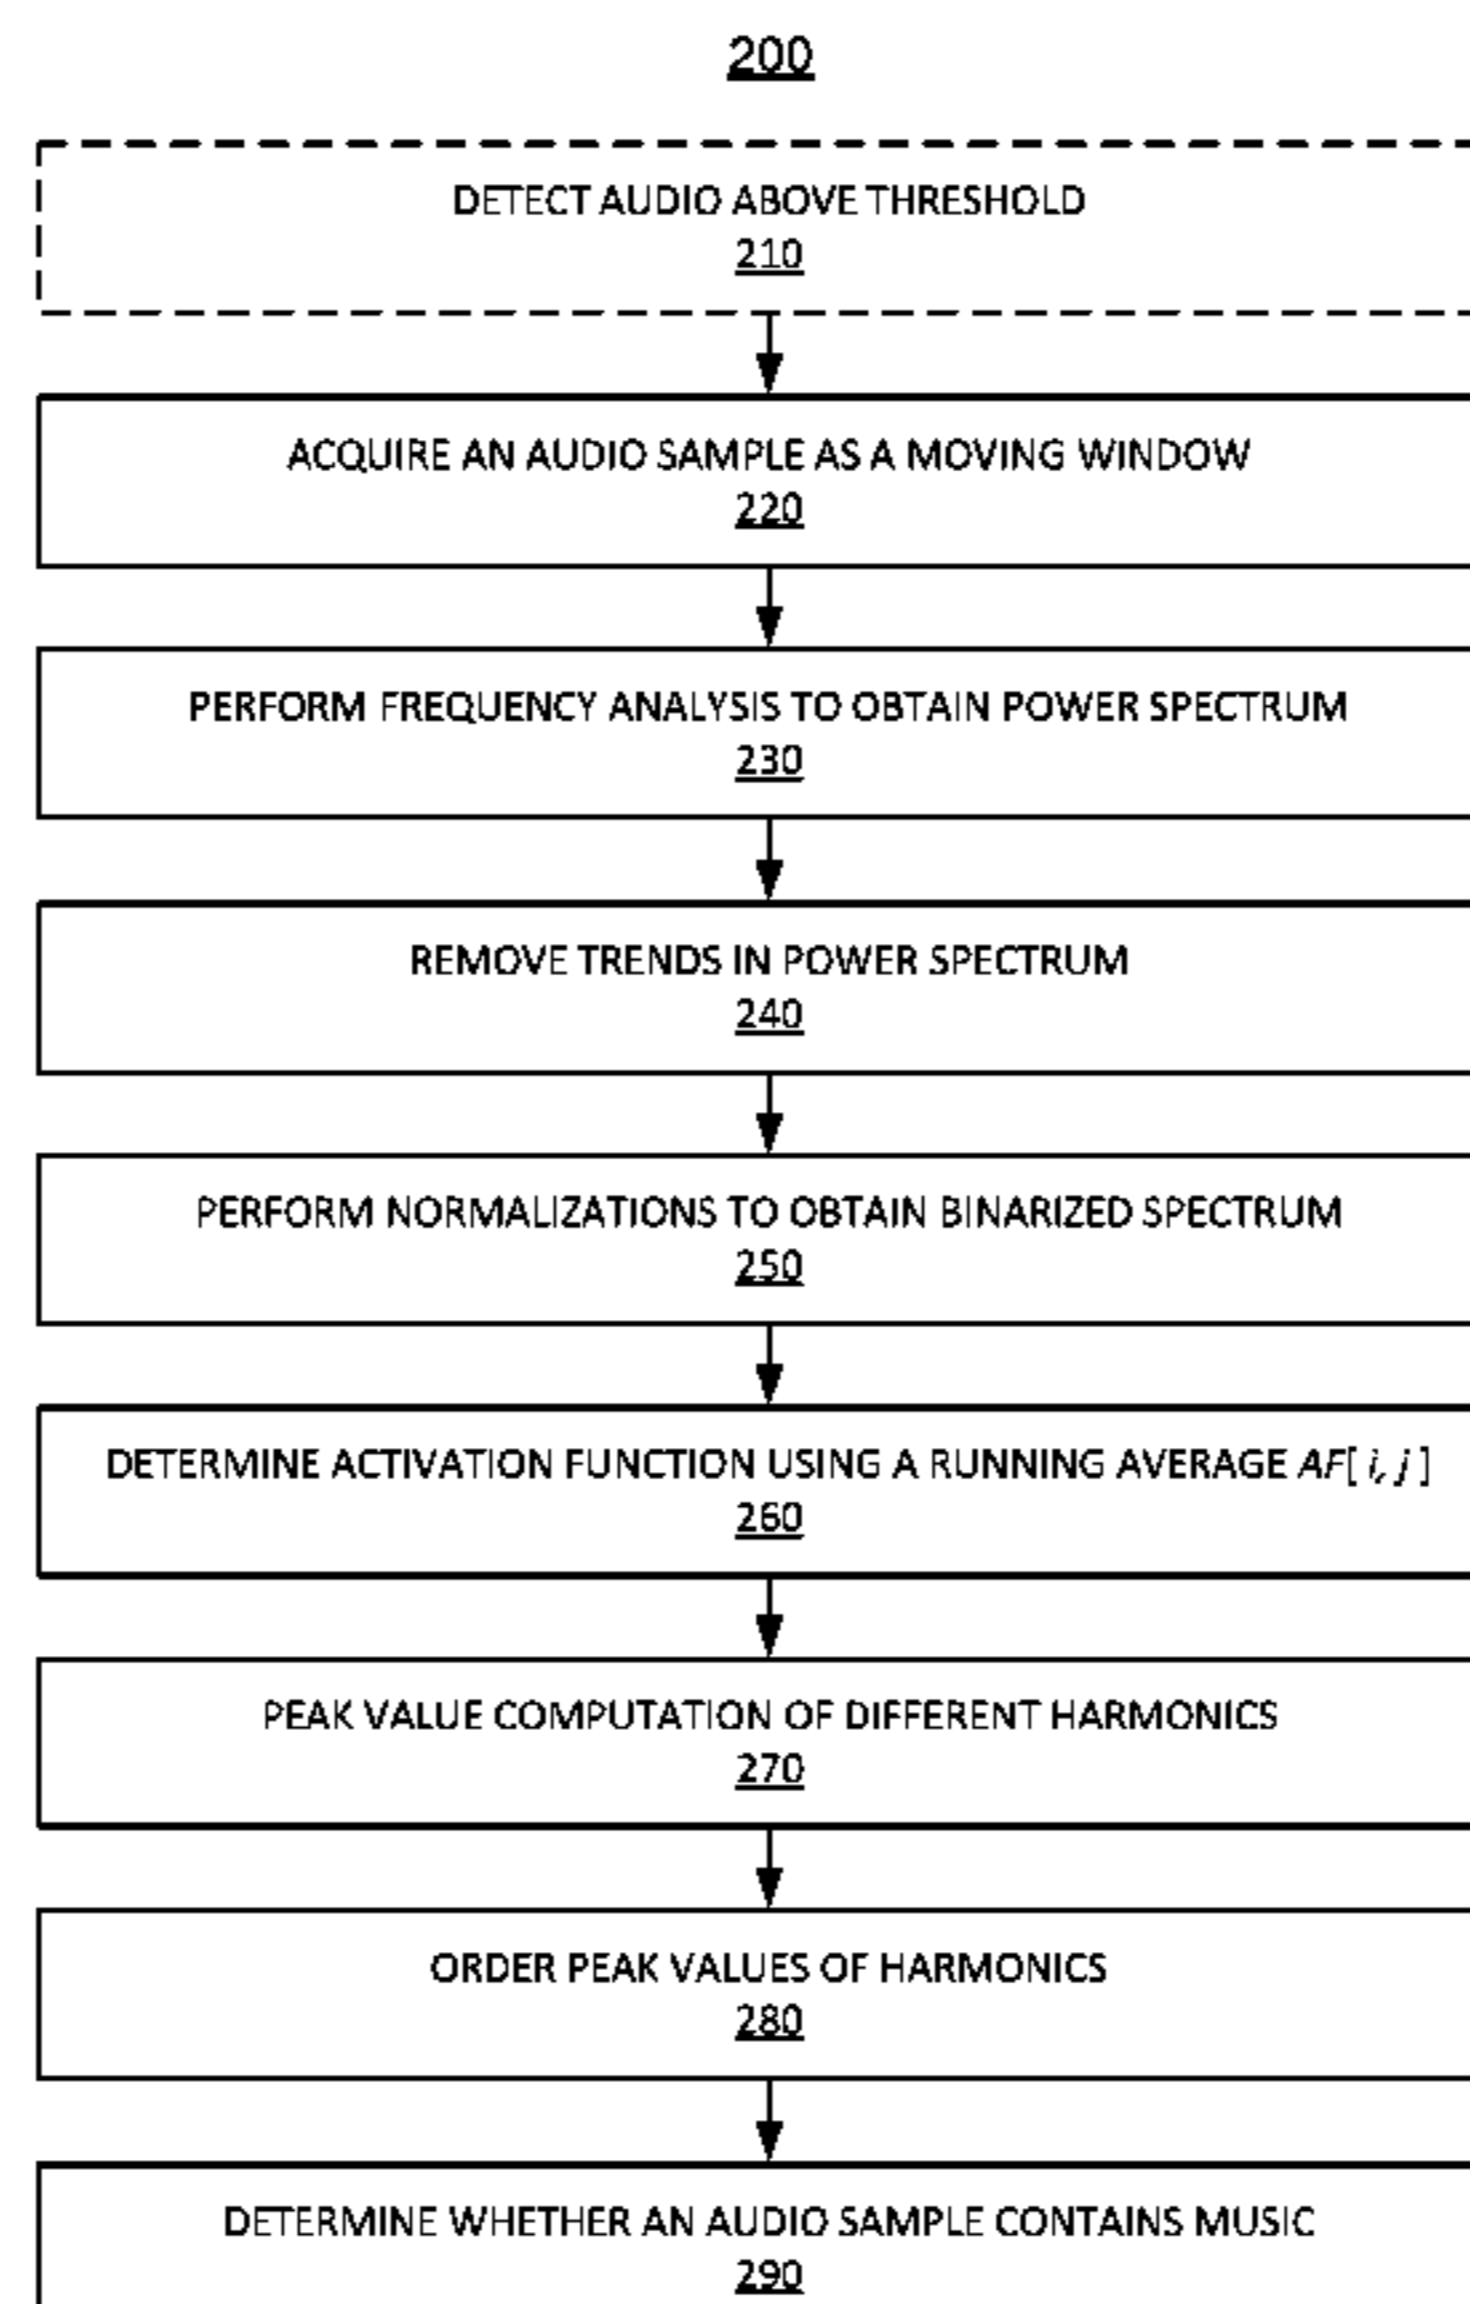 200
DETECT AUDIO ABOVE THRESHOLD
210
ACQUIRE AN AUDIO SAMPLE AS A MOVING WINDOW
220
PERFORM FREQUENCY ANALYSIS TO OBTAIN POWER SPECTRUM
230
REMOVE TRENDS IN POWER SPECTRUM
240
PERFORM NORMALIZATIONS TO OBTAIN BINARIZED SPECTRUM
250
DETERMINE ACTIVATION FUNCTION USING A RUNNING AVERAGE AF[ i, j ]
260
PEAK VALUE COMPUTATION OF DIFFERENT HARMONICS
270
ORDER PEAK VALUES OF HARMONICS
280
DETERMINE WHETHER AN AUDIO SAMPLE CONTAINS MUSIC
290